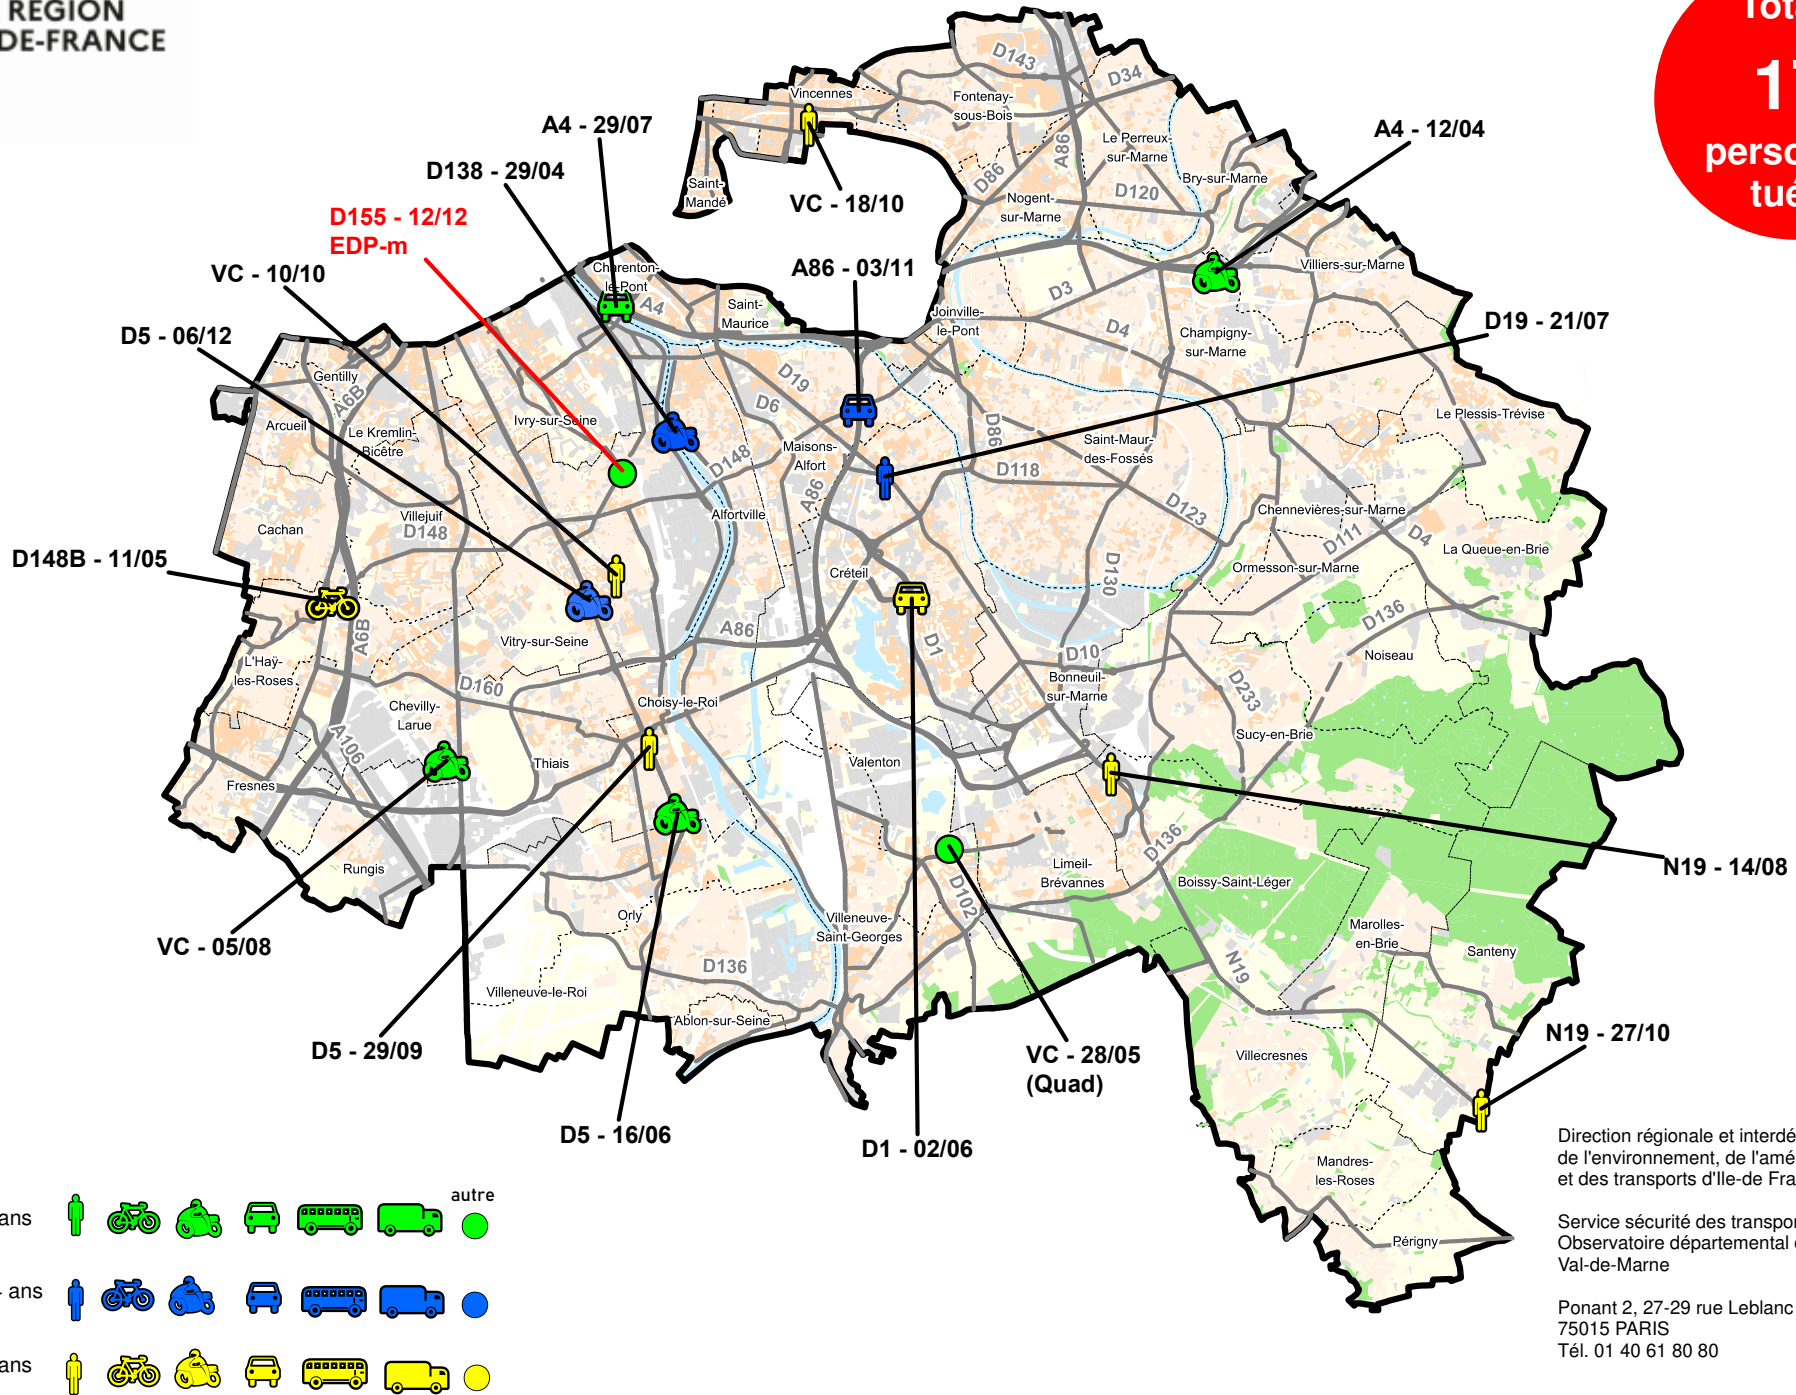 REGION
DE-FRANCE
personnes
A4 - 29/07
D138 - 29/04
D155 - 12/12
EDP-m
VC - 10/10
D5 - 06/12
D148B - 11/05
VC - 18/10
A86 - 03/11
A4 - 12/04
D19 - 21/07
N19 - 14/08
N19 - 27/10
VC - 28/05
(Quad)
D1 - 02/06
D5 - 16/06
D5 - 29/09
VC - 05/08
Vincennes
Saint-
Mandé
Fontenay-
sous-Bois
Le Perreux-
sur-Marne
Bry-sur-Marne
Nogent-
sur-Marne
Villiers-sur-Marne
Charenton-
le-Pont
Saint-
Maurice
Joinville-
le-Pont
Champigny-
sur-Marne
Gentilly
Arcueil
Le Kremlin-
Bicêtre
Ivry-sur-Seine
Maisons-
Alfort
Saint-Maur-
des-Fossés
Le Plessis-Trévise
Cachan
Villejuif
Alfortville
Créteil
Chennevières-sur-Marne
La Queue-en-Brie
Ormesson-sur-Marne
Vitry-sur-Seine
L'Haÿ-
les-Roses
Chevilly-
Larue
Choisy-le-Roi
Bonneuil-
sur-Marne
Noiseau
Sucy-en-Brie
Fresnes
Thiais
Valenton
Rungis
Orly
Limeil-
Brévannes
Boissy-Saint-Léger
Villeneuve-
Saint-Georges
Marolles-
en-Brie
Santeny
Villeneuve-le-Roi
Ablon-sur-Seine
Villecresnes
Mandres-
les-Roses
Périgny
D143
D34
A86
D86
D120
D3
D4
A4
D19
D6
A6B
D148
A86
D86
D118
D123
D148
D111
D4
D130
D136
A6B
A86
D1
D10
D233
D160
A106
D136
D102
D136
N19
autre
ans
ans
ans
Direction régionale et
de l'environnement, de
et des transports d'Ile-de
Service sécurité des
Observatoire départemental
Val-de-Marne
Ponant 2, 27-29 rue Leblanc
75015 PARIS
Tél. 01 40 61 80 80